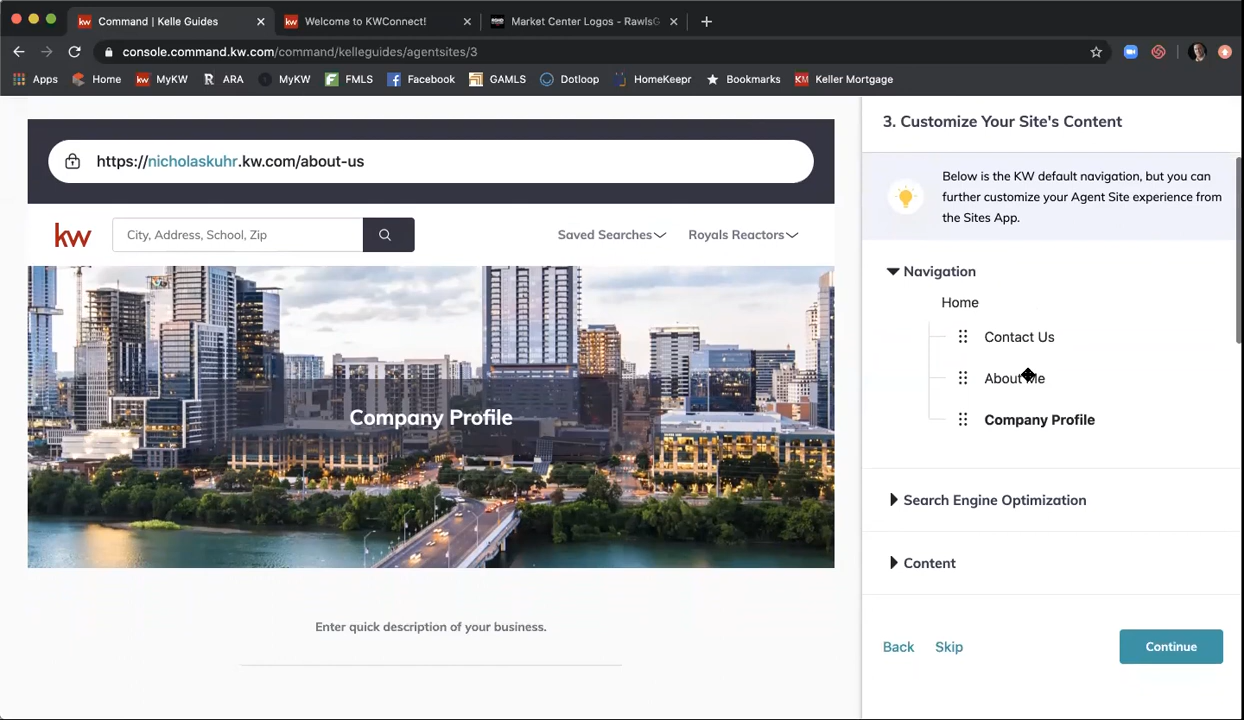 kw Command | Kelle Guides
kw Welcome to KWConnect!
Market Center Logos - RawlsG
console.command.kw.com/command/kelleguides/agentsites/3
Apps Home kw MyKW R ARA MyKW FMLS Facebook GAMLS Dotloop HomeKeepr Bookmarks KM Keller Mortgage
https://nicholaskuhr.kw.com/about-us
kw City, Address, School, Zip Saved Searches Royals Reactors
Company Profile
Enter quick description of your business.
3. Customize Your Site's Content
Below is the KW default navigation, but you can
further customize your Agent Site experience from
the Sites App.
Navigation
Home
Contact Us
About Me
Company Profile
Search Engine Optimization
Content
Back Skip Continue